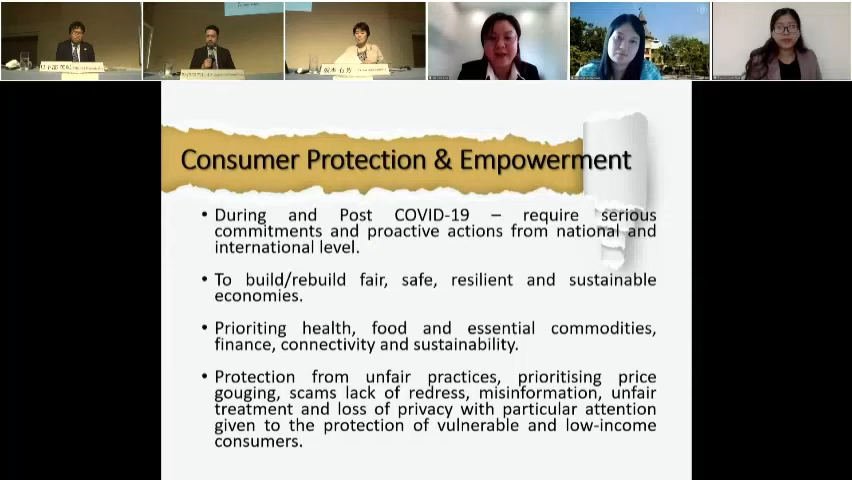 Consumer Protection & Empowerment
• During and Post COVID-19 – require serious
commitments and proactive actions from national and
international level.
• To build/rebuild fair, safe, resilient and sustainable
economies.
• Prioriting health, food and essential commodities,
finance, connectivity and sustainability.
• Protection from unfair practices, prioritising price
gouging, scams lack of redress, misinformation, unfair
treatment and loss of privacy with particular attention
given to the protection of vulnerable and low-income
consumers.